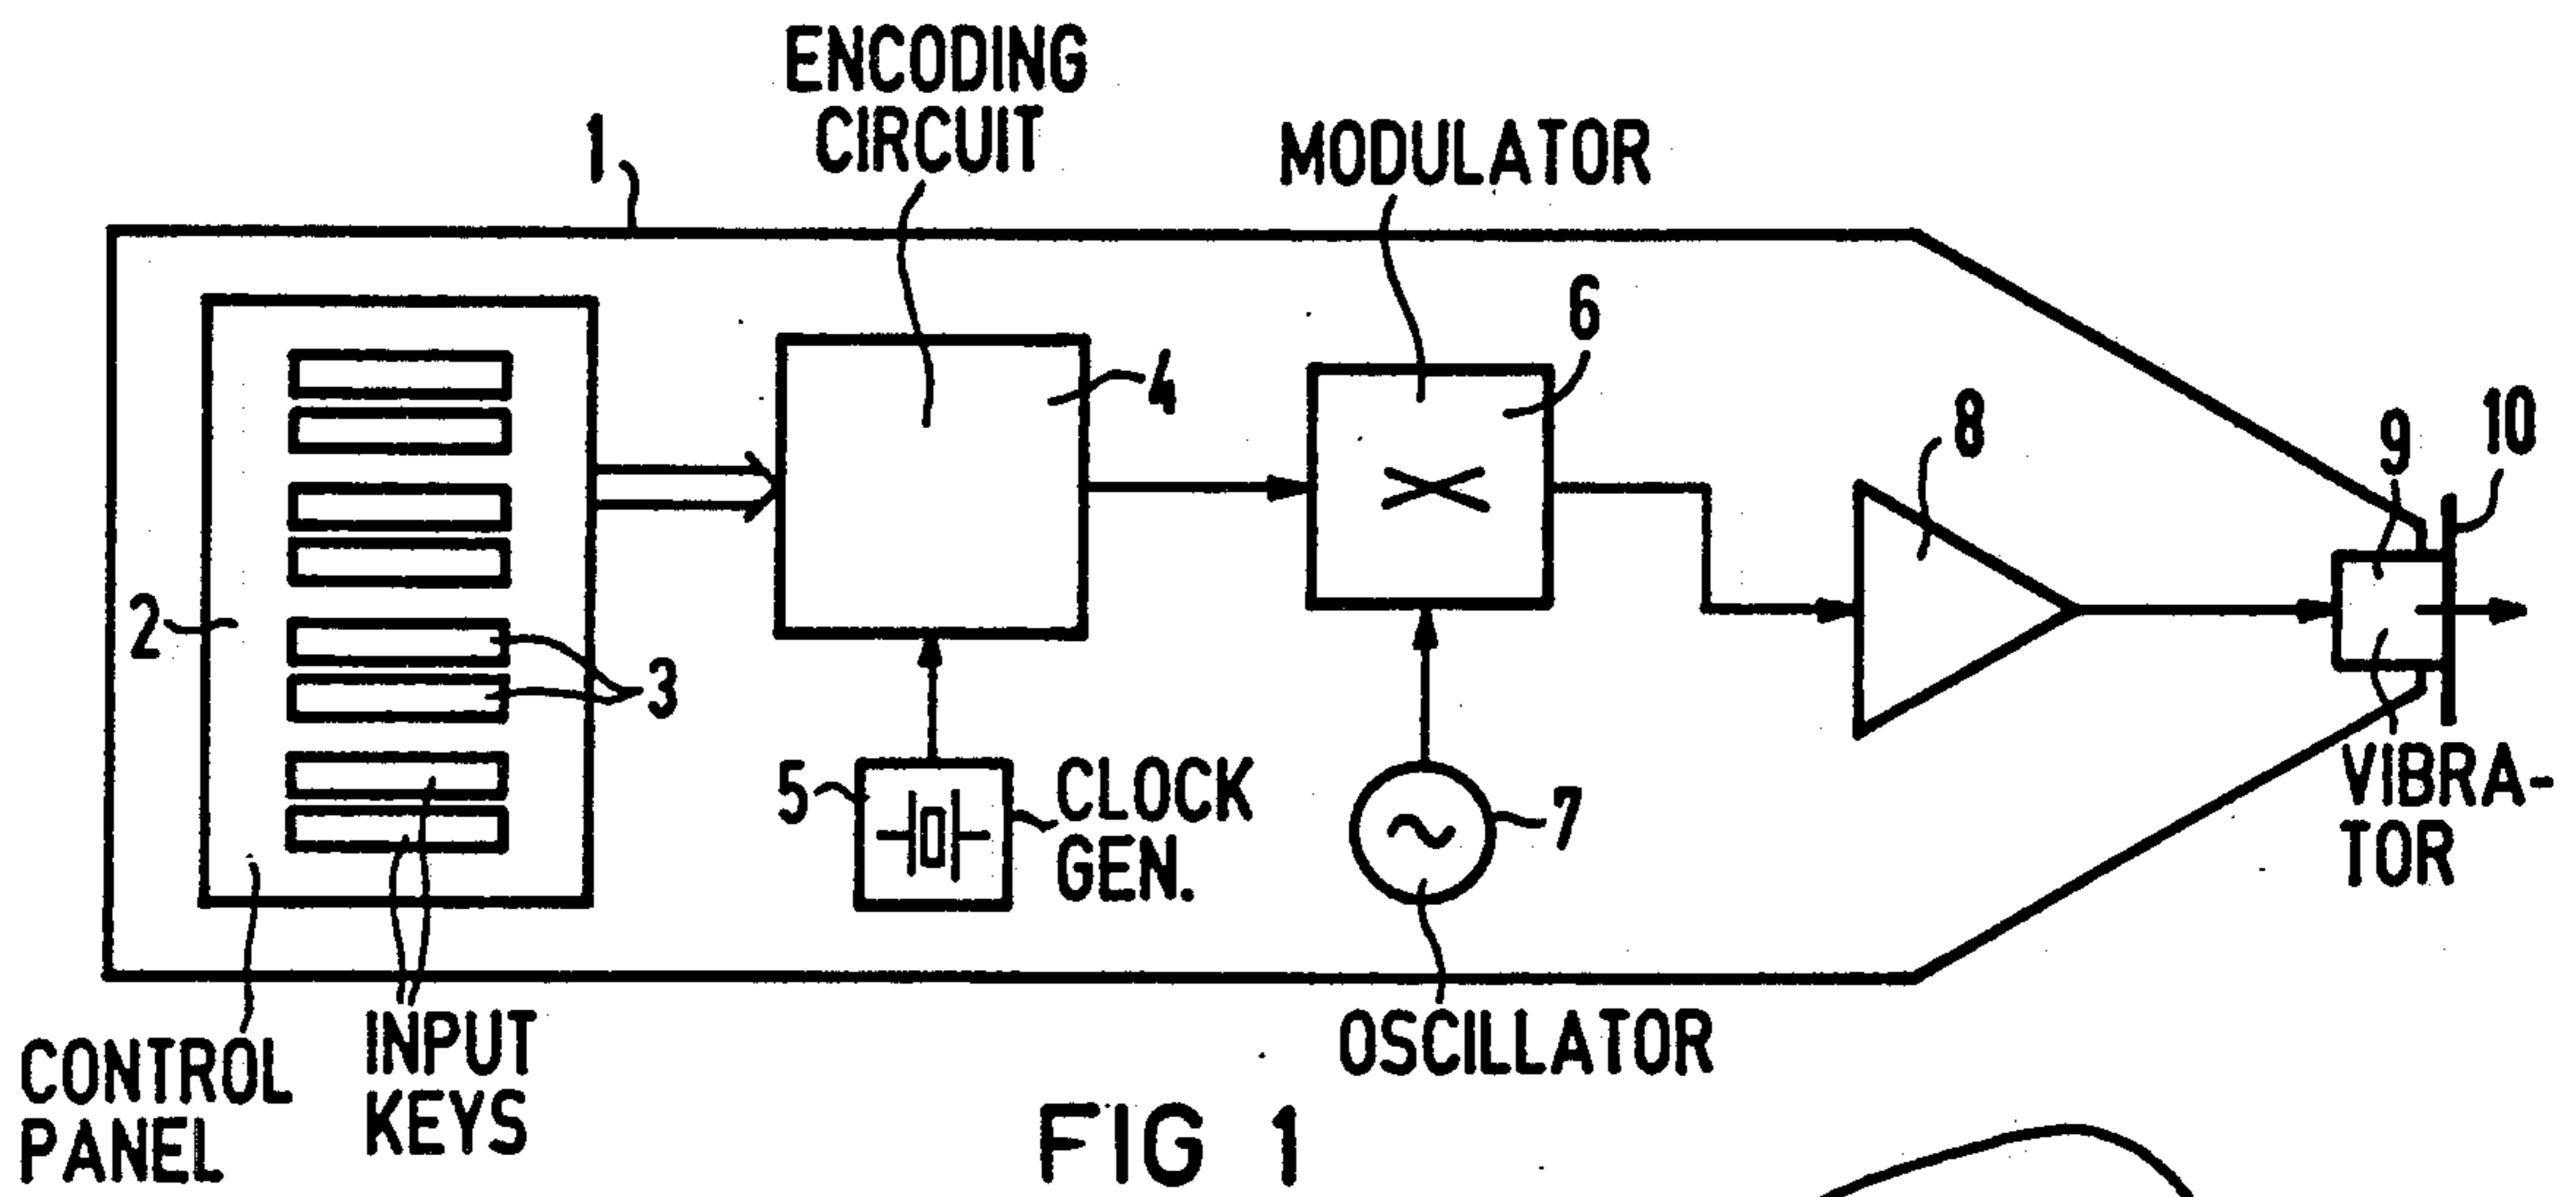 ENCODING
CIRCUIT
1
MODULATOR
6
4
8
9
10
2
3
5
CLOCK
GEN.
7
VIBRA-
TOR
INPUT
KEYS
OSCILLATOR
CONTROL
PANEL
FIG 1